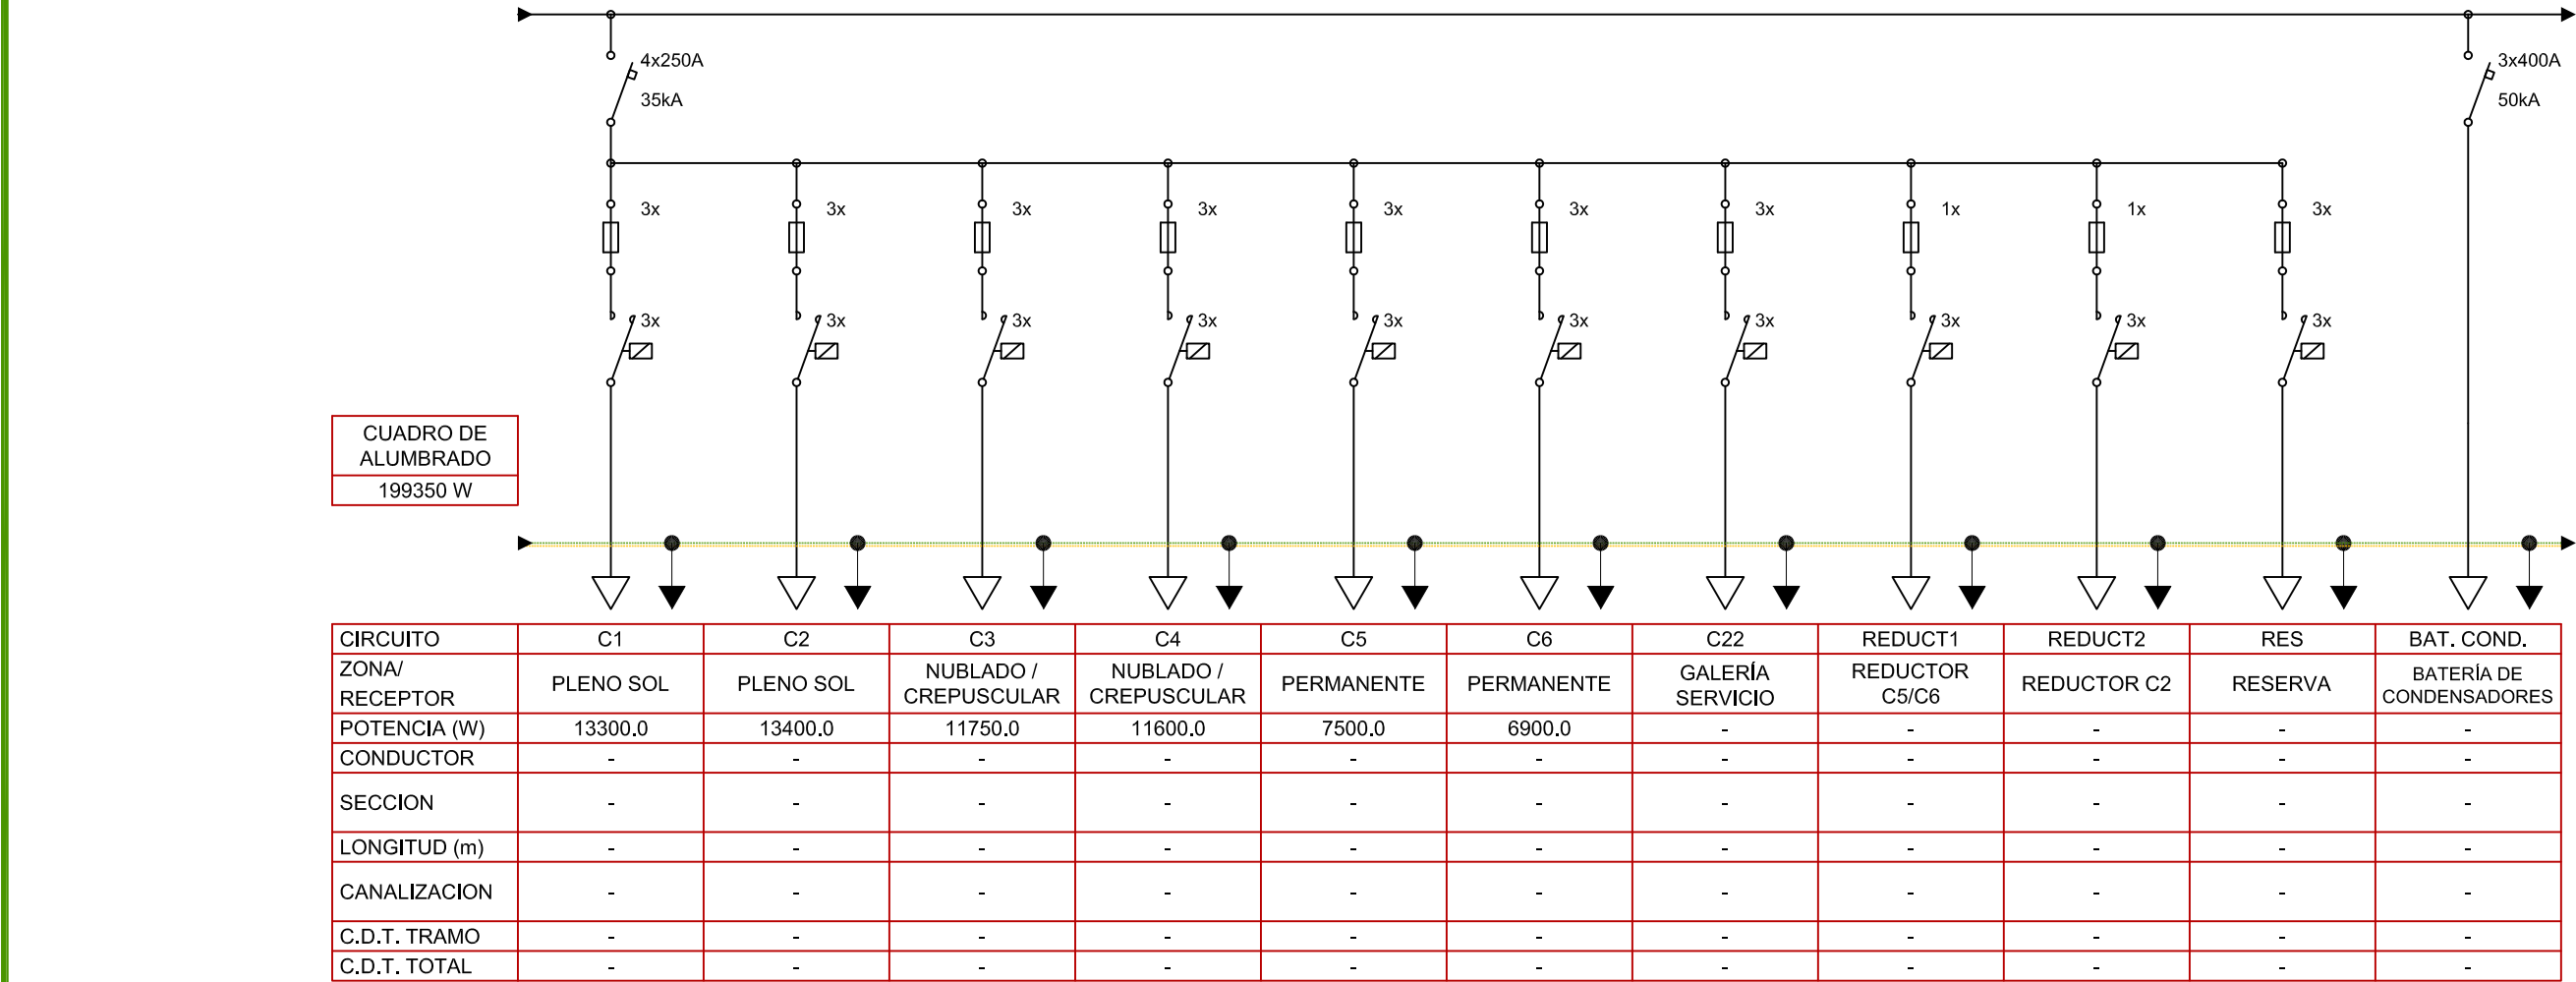 4x250A
35kA
3x400A
50kA
3x 3x 3x 3x 3x 3x 3x 1x 1x 3x
3x 3x 3x 3x 3x 3x 3x 3x 3x 3x
CUADRO DE
ALUMBRADO
199350 W
CIRCUITO C1 C2 C3 C4 C5 C6 C22 REDUCT1 REDUCT2 RES BAT. COND.
ZONA/
RECEPTOR
PLENO SOL
PLENO SOL
NUBLADO /
CREPUSCULAR
NUBLADO /
CREPUSCULAR
PERMANENTE
PERMANENTE
GALERÍA
SERVICIO
REDUCTOR
C5/C6
REDUCTOR C2
RESERVA
BATERÍA DE
CONDENSADORES
POTENCIA (W) 13300.0 13400.0 11750.0 11600.0 7500.0 6900.0 - - - - -
CONDUCTOR - - - - - - - - - - -
SECCION - - - - - - - - - - -
LONGITUD (m) - - - - - - - - - - -
CANALIZACION - - - - - - - - - - -
C.D.T. TRAMO - - - - - - - - - - -
C.D.T. TOTAL - - - - - - - - - - -